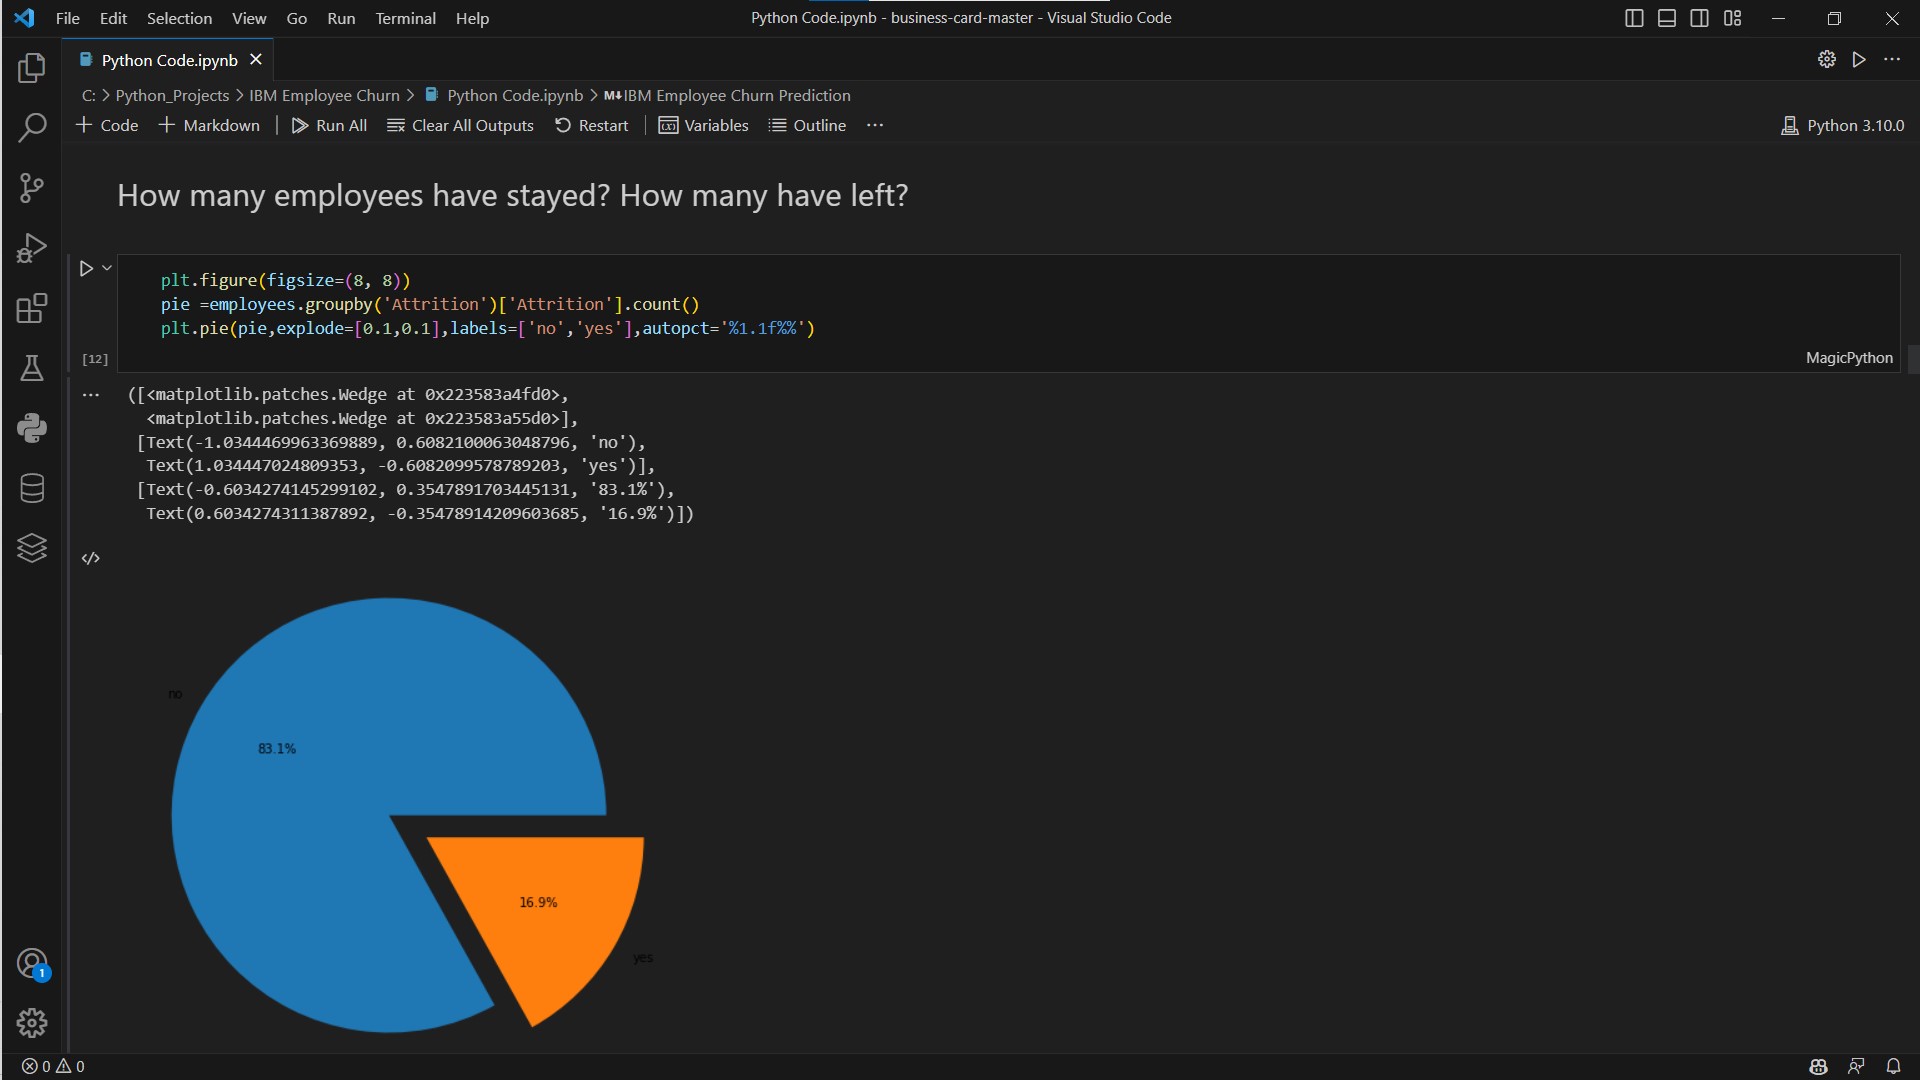 File Edit Selection View Go Run Terminal Help
Python Code.ipynb - business-card-master - Visual Studio Code
Python Code.ipynb
C: > Python_Projects > IBM Employee Churn > Python Code.ipynb > M↓IBM Employee Churn Prediction
Code Markdown Run All Clear All Outputs Restart Variables Outline ...
Python 3.10.0
How many employees have stayed? How many have left?
plt.figure(figsize=(8, 8))
pie =employees.groupby('Attrition')['Attrition'].count()
plt.pie(pie,explode=[0.1,0.1],labels=['no','yes'],autopct='%1.1f%%')
[12]
MagicPython
([<matplotlib.patches.Wedge at 0x223583a4fd0>,
<matplotlib.patches.Wedge at 0x223583a55d0>],
[Text(-1.0344469963369889, 0.6082100063048796, 'no'),
Text(1.034447024809353, -0.6082099578789203, 'yes')],
[Text(-0.6034274145299102, 0.3547891703445131, '83.1%'),
Text(0.6034274311387892, -0.35478914209603685, '16.9%')])
no
83.1%
16.9%
yes
1
0 0